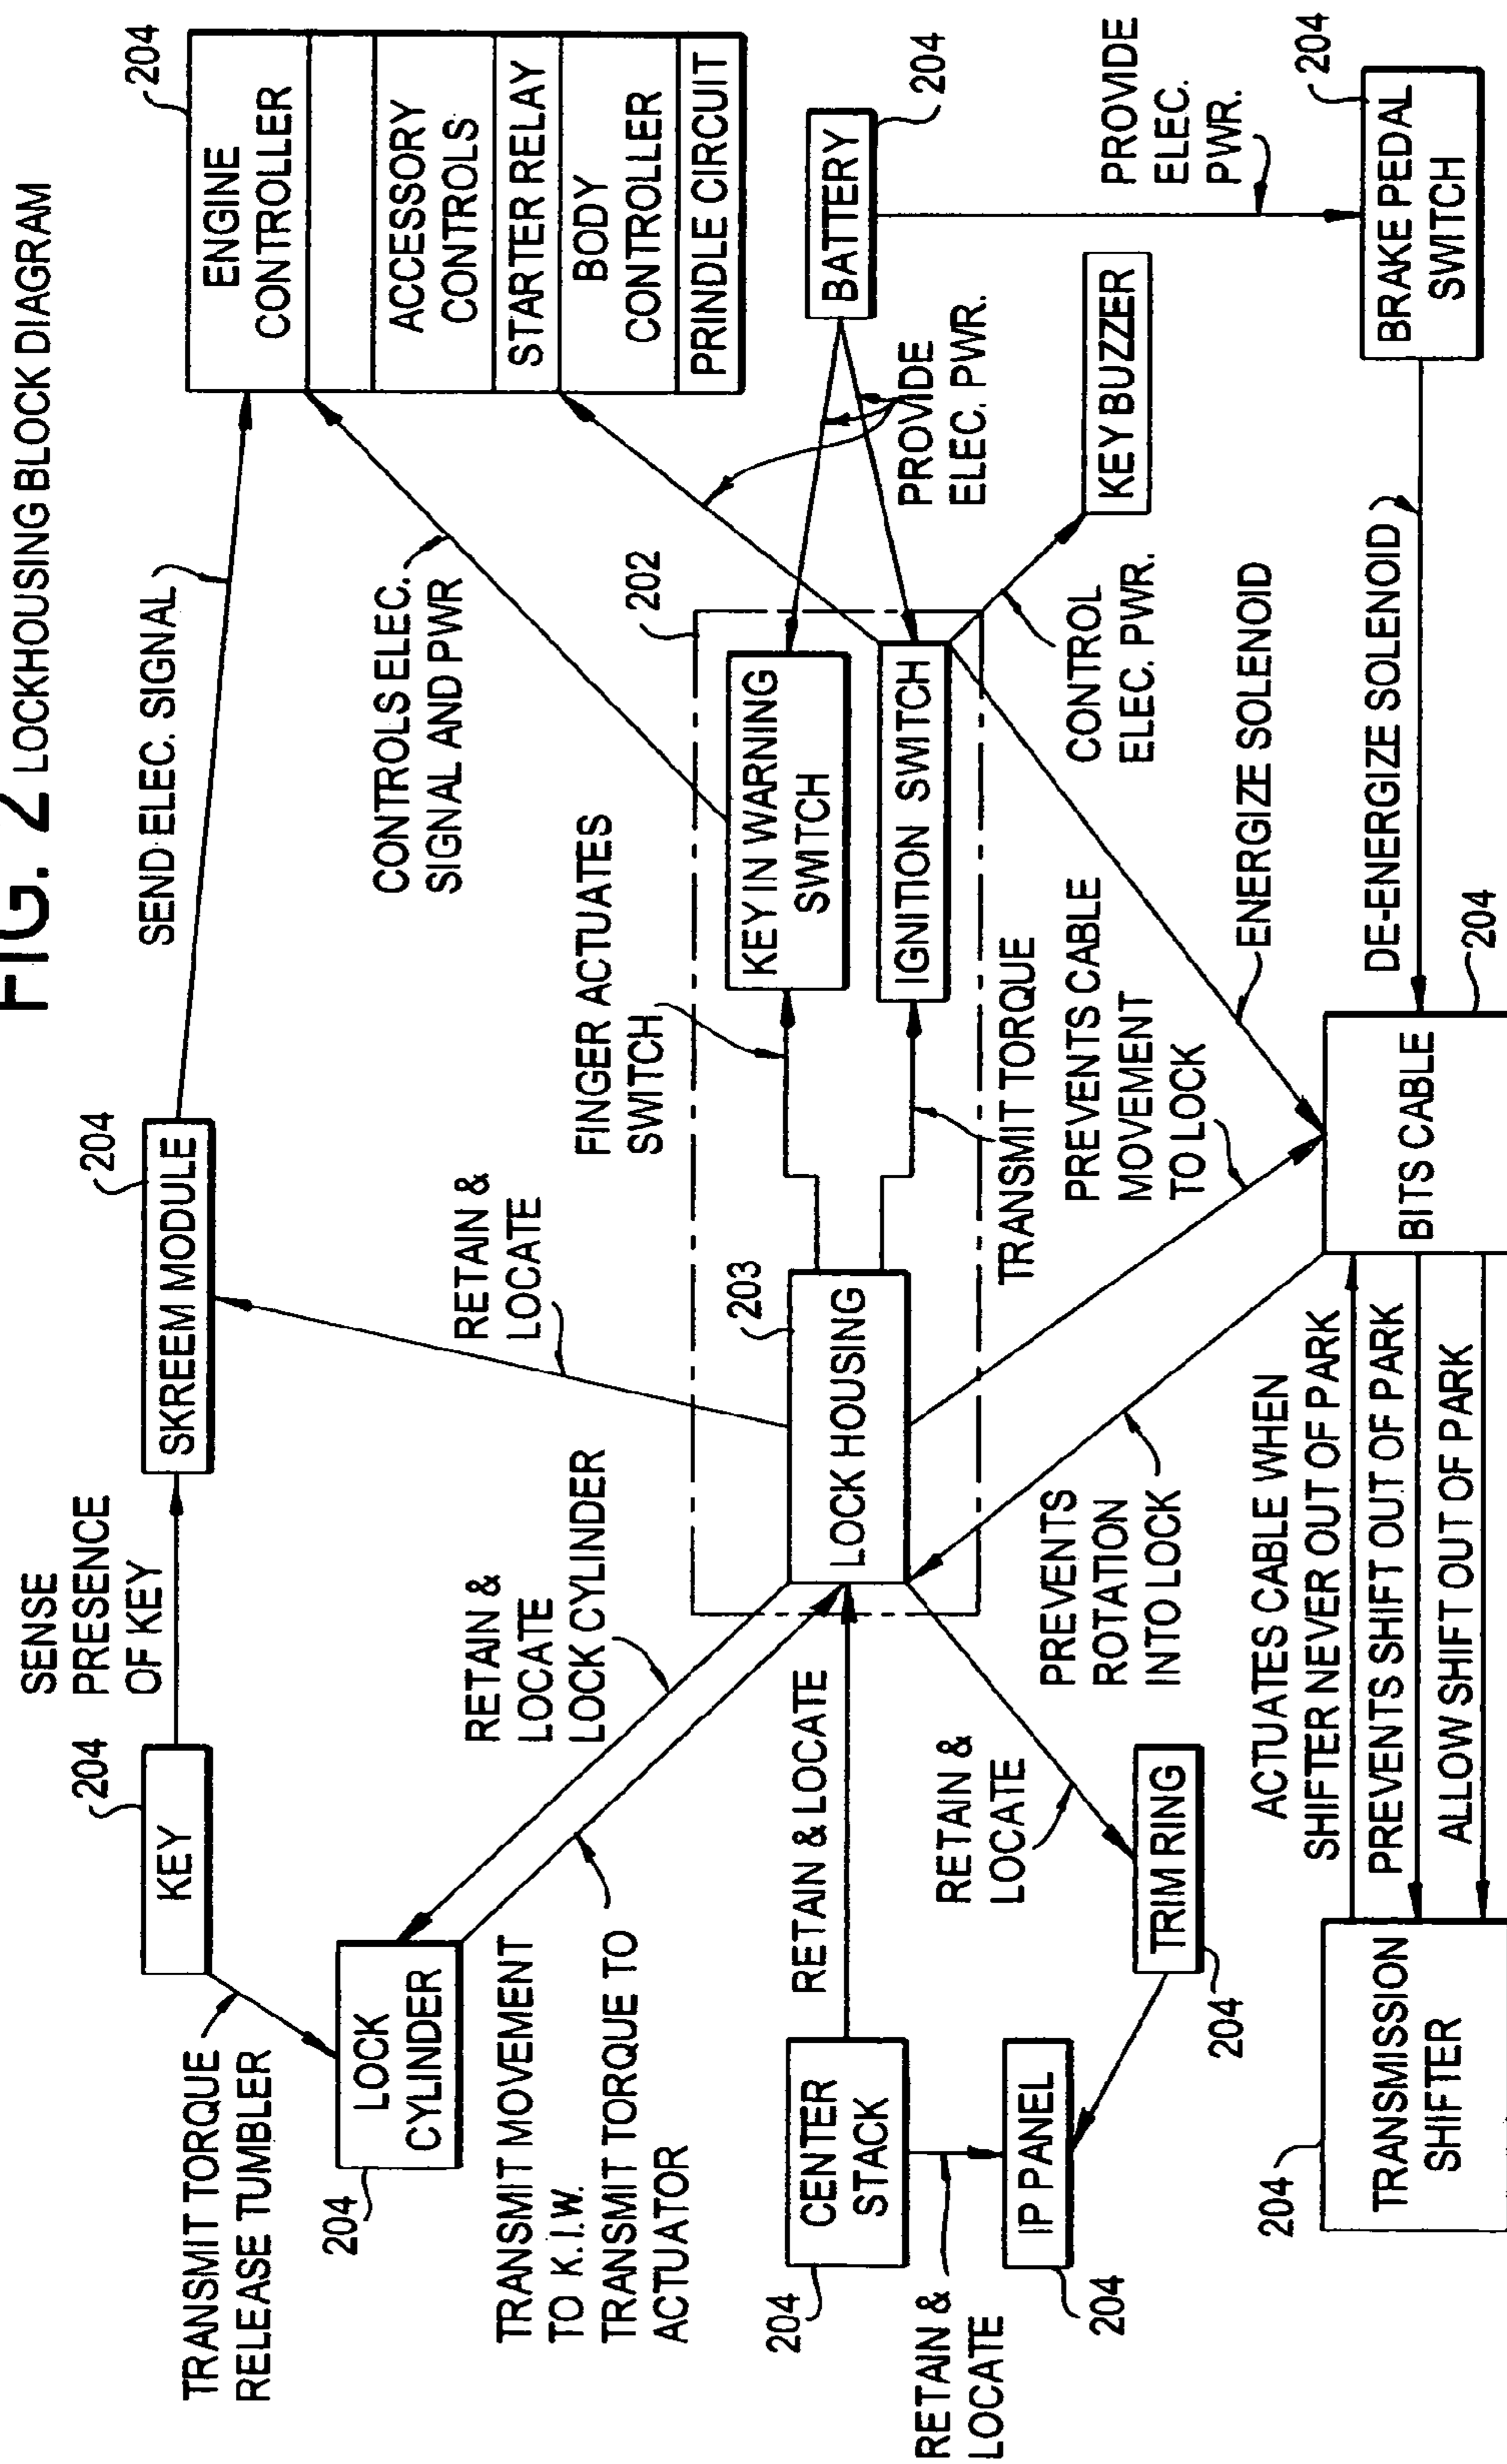 FIG. 2 LOCKHOUSING BLOCK DIAGRAM
SENSE
PRESENCE
OF KEY
204
KEY
204
SKREEM MODULE
SEND ELEC. SIGNAL
204
ENGINE
CONTROLLER
ACCESSORY
CONTROLS
STARTER RELAY
BODY
CONTROLLER
PRINDLE CIRCUIT
TRANSMIT TORQUE
RELEASE TUMBLER
LOCK
CYLINDER
204
RETAIN &
LOCATE
LOCK CYLINDER
RETAIN &
LOCATE
CONTROLS ELEC.
SIGNAL AND PWR
TRANSMIT MOVEMENT
TO K.I.W.
TRANSMIT TORQUE TO
ACTUATOR
FINGER ACTUATES
SWITCH
202
203
LOCK HOUSING
KEY IN WARNING
SWITCH
IGNITION SWITCH
BATTERY
204
PROVIDE
ELEC. PWR.
PROVIDE
ELEC.
PWR.
204
CENTER
STACK
RETAIN & LOCATE
RETAIN &
LOCATE
IP PANEL
204
RETAIN &
LOCATE
TRIM RING
204
PREVENTS
ROTATION
INTO LOCK
TRANSMIT TORQUE
PREVENTS CABLE
MOVEMENT
TO LOCK
CONTROL
ELEC. PWR.
KEY BUZZER
ENERGIZE SOLENOID
204
TRANSMISSION
SHIFTER
ACTUATES CABLE WHEN
SHIFTER NEVER OUT OF PARK
PREVENTS SHIFT OUT OF PARK
ALLOW SHIFT OUT OF PARK
BITS CABLE
204
DE-ENERGIZE SOLENOID
204
BRAKE PEDAL
SWITCH